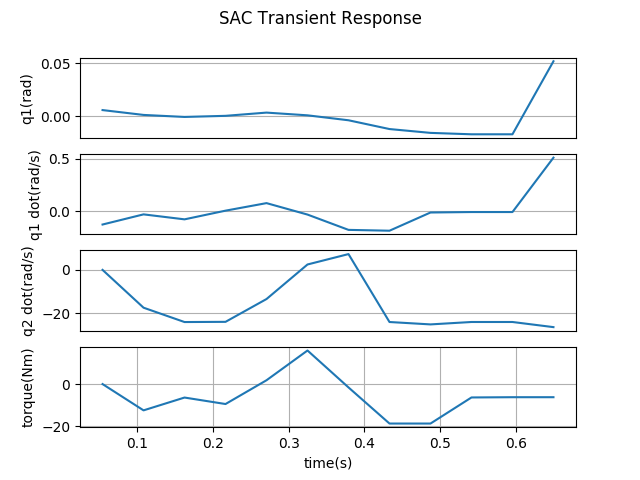 SAC Transient Response
0.05
0.00
q1(rad)
0.5
0.0
q1 dot(rad/s)
0
−20
q2 dot(rad/s)
0
−20
torque(Nm)
0.1 0.2 0.3 0.4 0.5 0.6
time(s)